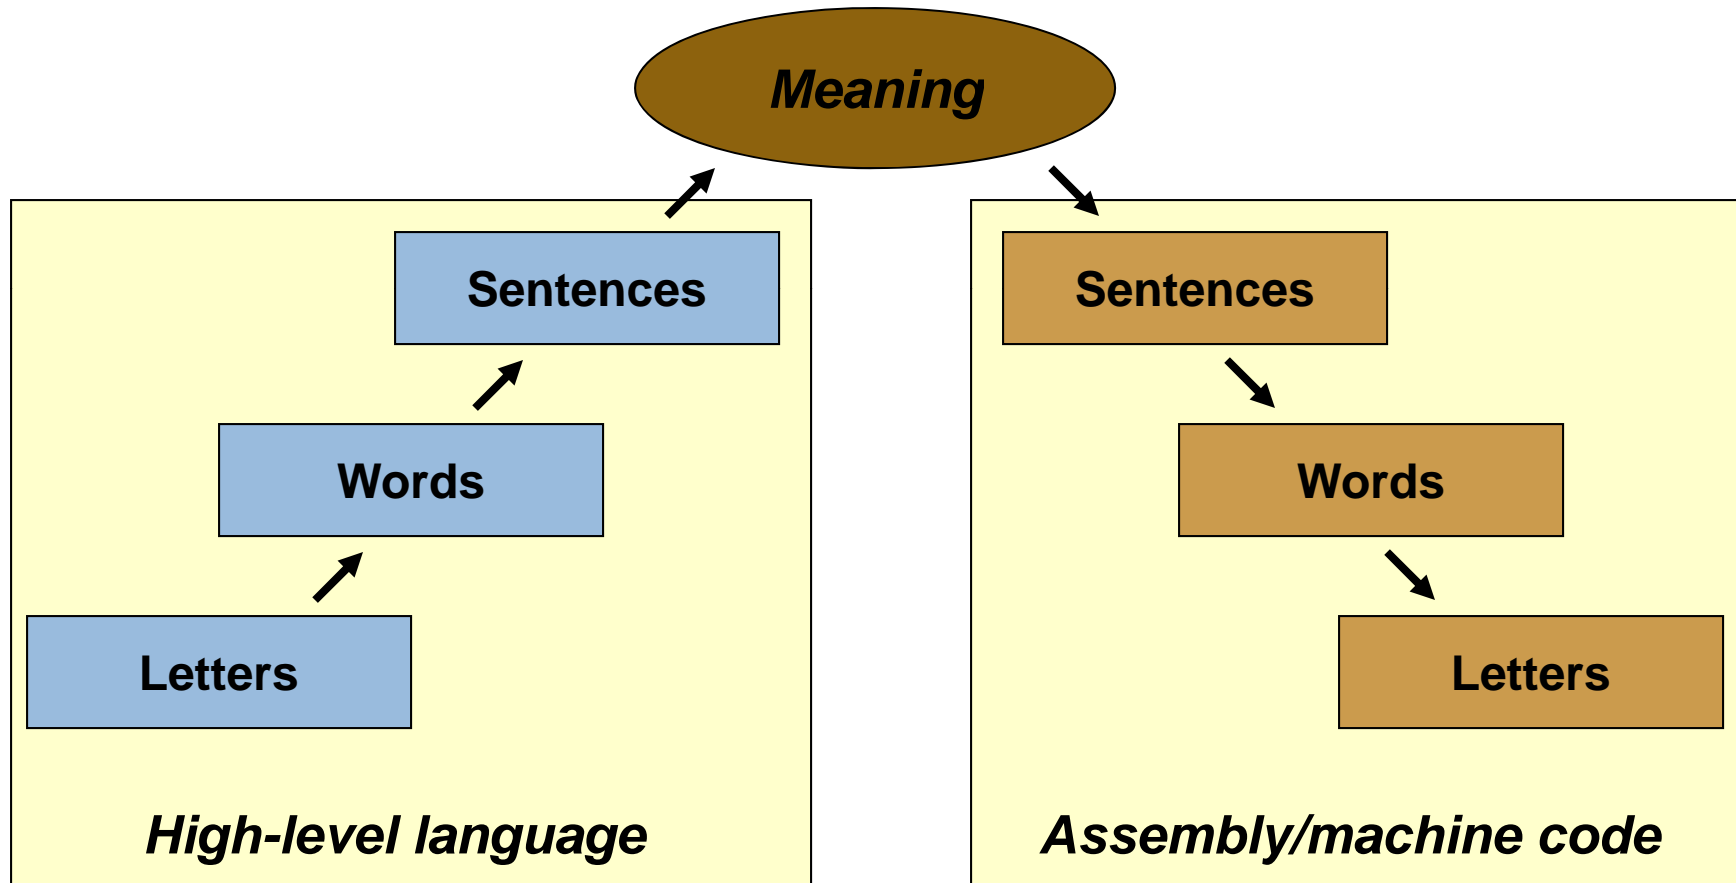 Meaning
Sentences
Words
Letters
High-level language
Sentences
Words
Letters
Assembly/machine code